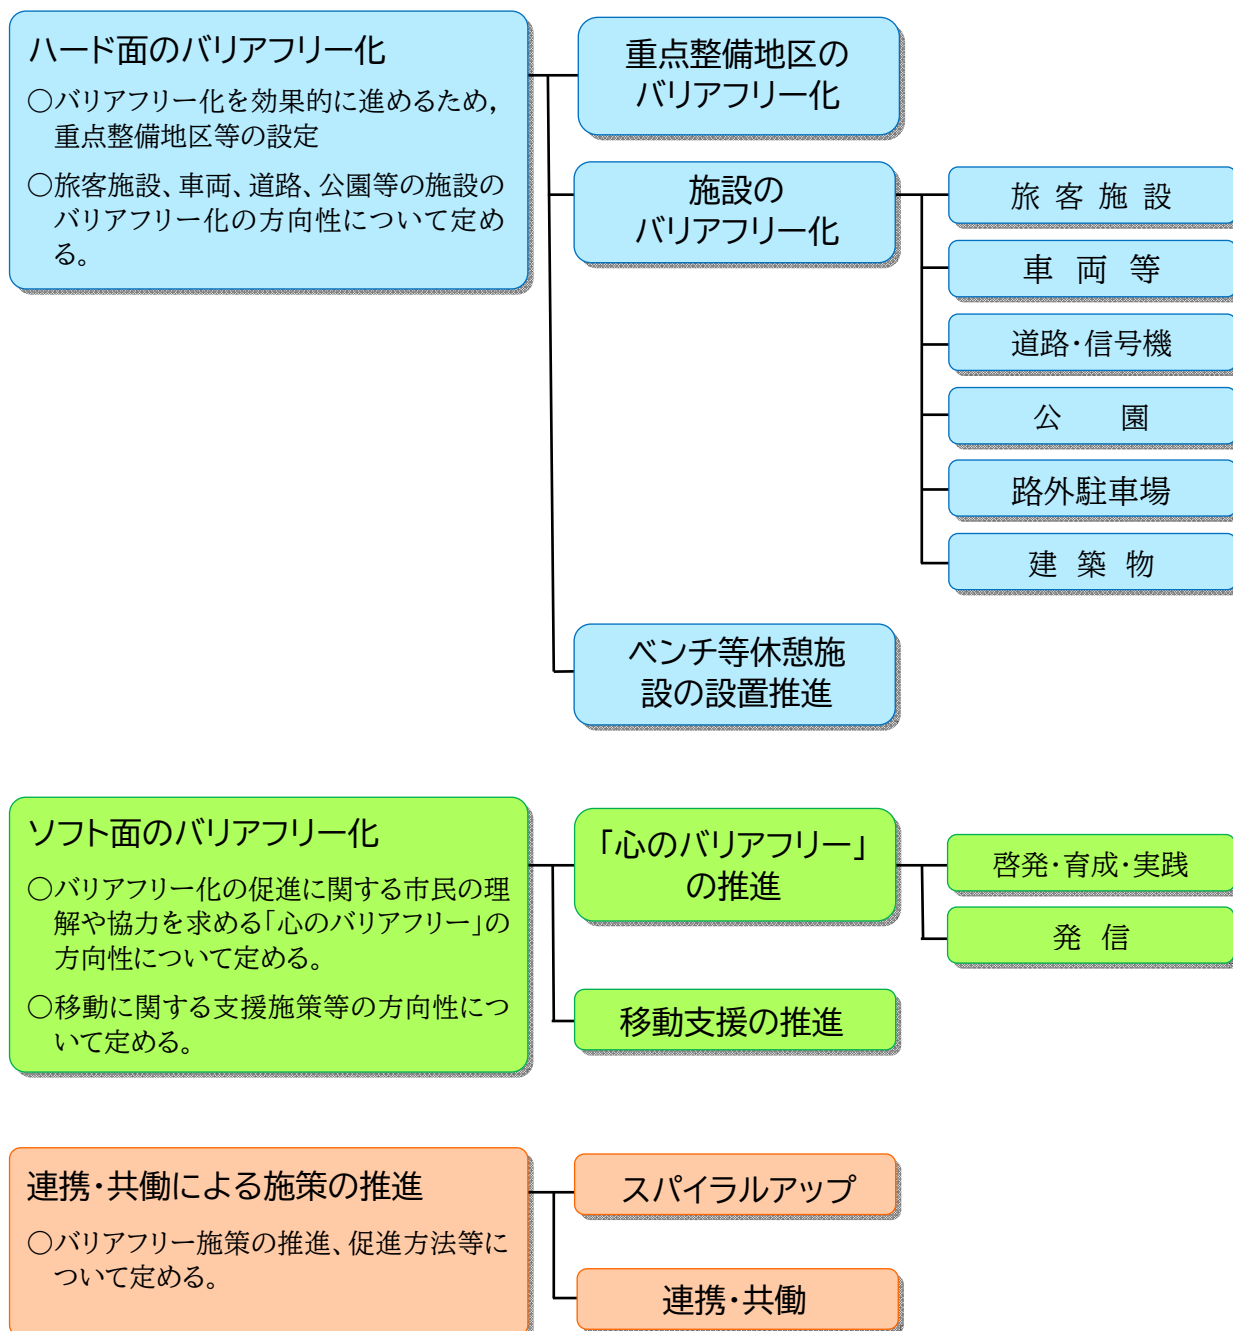 ハード面のバリアフリー化
○バリアフリー化を効果的に進めるため，
重点整備地区等の設定
○旅客施設、車両、道路、公園等の施設の
バリアフリー化の方向性について定め
る。
重点整備地区の
バリアフリー化
施設の
バリアフリー化
旅客施設
車両等
道路・信号機
公園
路外駐車場
建築物
ベンチ等休憩施
設の設置推進
ソフト面のバリアフリー化
○バリアフリー化の促進に関する市民の理
解や協力を求める「心のバリアフリー」の
方向性について定める。
○移動に関する支援施策等の方向性につ
いて定める。
「心のバリアフリー」
の推進
啓発・育成・実践
発信
移動支援の推進
連携・共働による施策の推進
○バリアフリー施策の推進、促進方法等に
ついて定める。
スパイラルアップ
連携・共働